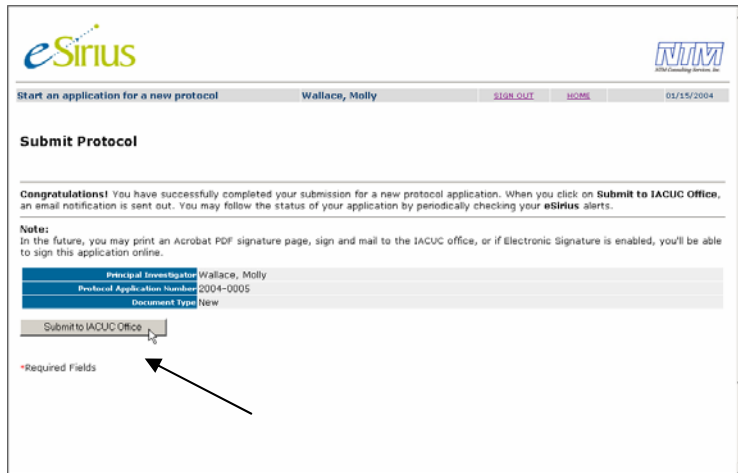 eSirius
NTM
NTM Consulting Services, Inc.
Start an application for a new protocol Wallace, Molly SIGN OUT HOME 01/15/2004
Submit Protocol
Congratulations! You have successfully completed your submission for a new protocol application. When you click on Submit to IACUC Office,
an email notification is sent out. You may follow the status of your application by periodically checking your eSirius alerts.
Note:
In the future, you may print an Acrobat PDF signature page, sign and mail to the IACUC office, or if Electronic Signature is enabled, you'll be able
to sign this application online.
Principal Investigator Wallace, Molly
Protocol Application Number 2004-0005
Document Type New
Submit to IACUC Office
*Required Fields